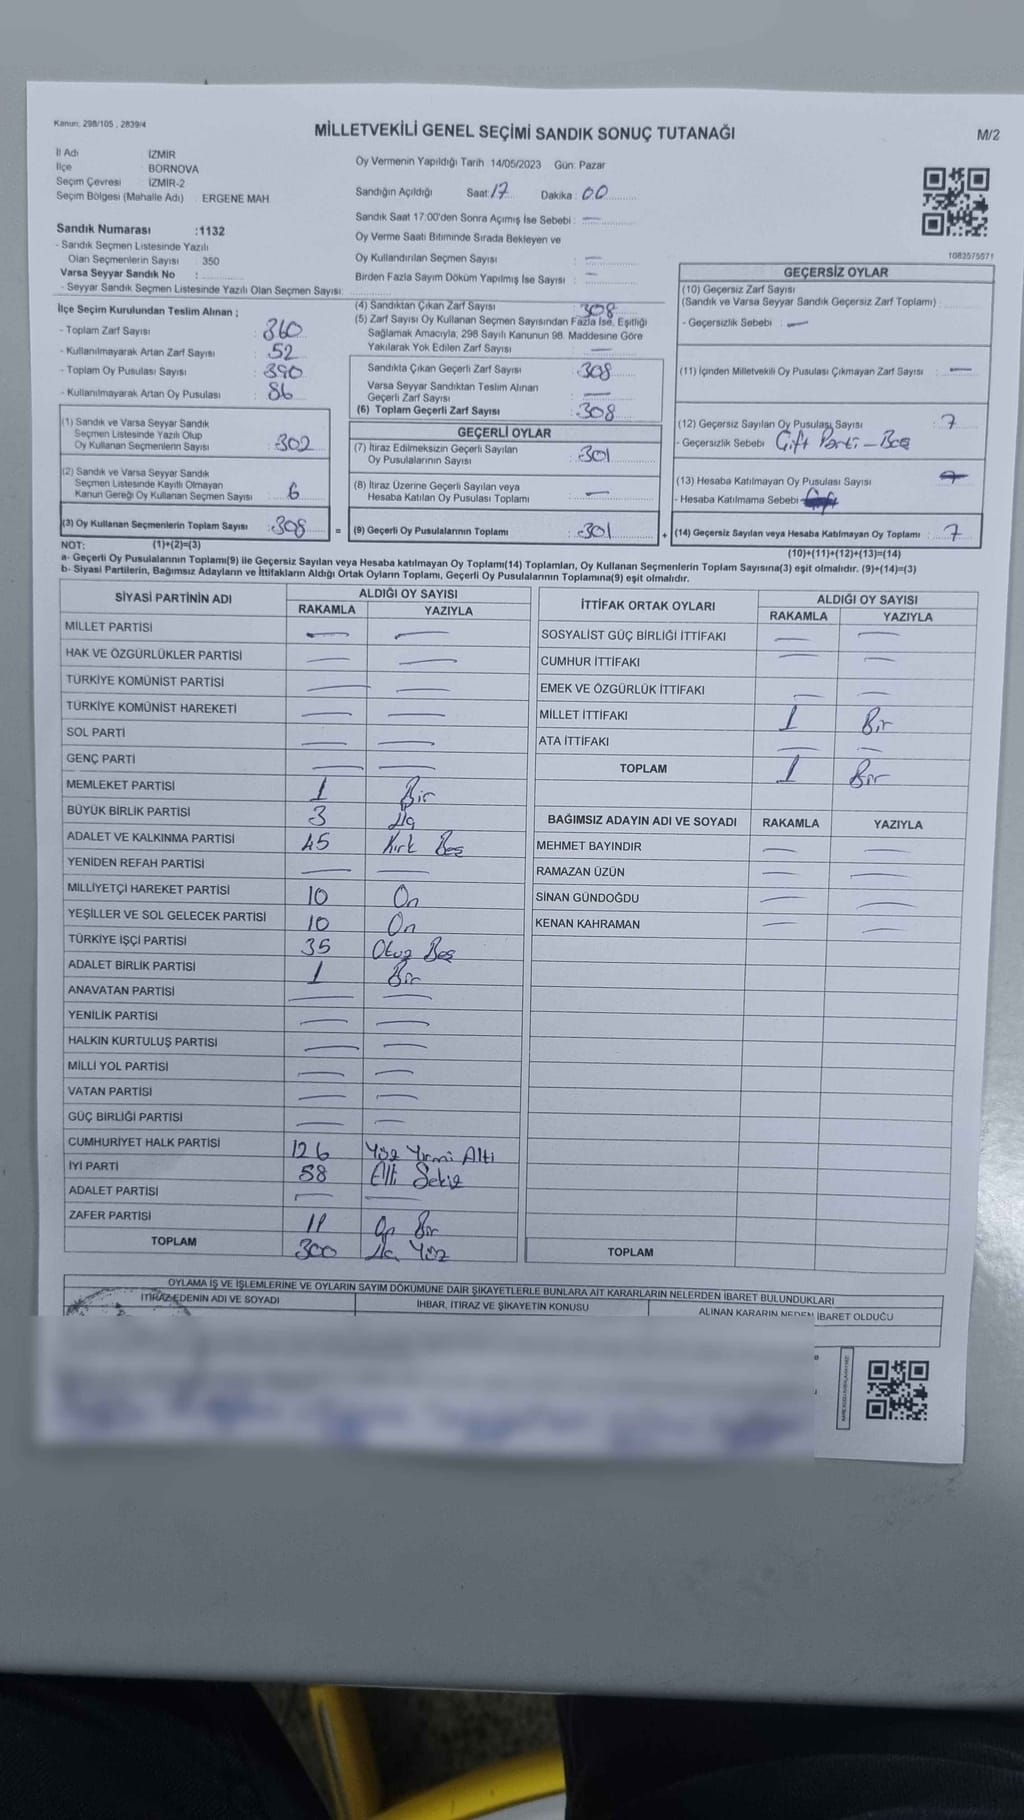 Kanun: 298/105 , 2839/4
MİLLETVEKİLİ GENEL SEÇİMİ SANDIK SONUÇ TUTANAĞI
M/2
İl Adı İZMİR
İlçe BORNOVA
Seçim Çevresi İZMİR-2
Seçim Bölgesi (Mahalle Adı) ERGENE MAH
Oy Vermenin Yapıldığı Tarih :14/05/2023 Gün: Pazar
Sandığın Açıldığı Saat: 17 Dakika : 00
Sandık Saat 17:00'den Sonra Açımış İse Sebebi : —
Oy Verme Saati Bitiminde Sırada Bekleyen ve
Oy Kullandırılan Seçmen Sayısı : —
Birden Fazla Sayım Döküm Yapılmış İse Sayısı : —
1083575571
Sandık Numarası :1132
- Sandık Seçmen Listesinde Yazılı
Olan Seçmenlerin Sayısı : 350
Varsa Seyyar Sandık No :
- Seyyar Sandık Seçmen Listesinde Yazılı Olan Seçmen Sayısı:
İlçe Seçim Kurulundan Teslim Alınan ;
- Toplam Zarf Sayısı : 360
- Kullanılmayarak Artan Zarf Sayısı : 52
- Toplam Oy Pusulası Sayısı : 390
- Kullanılmayarak Artan Oy Pusulası : 86
(1) Sandık ve Varsa Seyyar Sandık
Seçmen Listesinde Yazılı Olup
Oy Kullanan Seçmenlerin Sayısı : 302
(2) Sandık ve Varsa Seyyar Sandık
Seçmen Listesinde Kayıtlı Olmayan
Kanun Gereği Oy Kullanan Seçmen Sayısı : 6
(3) Oy Kullanan Seçmenlerin Toplam Sayısı : 308
(1)+(2)=(3)
(4) Sandıktan Çıkan Zarf Sayısı : 308
(5) Zarf Sayısı Oy Kullanan Seçmen Sayısından Fazla İse, Eşitliği
Sağlamak Amacıyla; 298 Sayılı Kanunun 98. Maddesine Göre
Yakılarak Yok Edilen Zarf Sayısı : —
Sandıkta Çıkan Geçerli Zarf Sayısı : 308
Varsa Seyyar Sandıktan Teslim Alınan
Geçerli Zarf Sayısı : —
(6) Toplam Geçerli Zarf Sayısı : 308
GEÇERLİ OYLAR
(7) İtiraz Edilmeksizin Geçerli Sayılan
Oy Pusulalarının Sayısı : 301
(8) İtiraz Üzerine Geçerli Sayılan veya
Hesaba Katılan Oy Pusulası Toplamı : —
= (9) Geçerli Oy Pusulalarının Toplamı : 301 +
GEÇERSİZ OYLAR
(10) Geçersiz Zarf Sayısı
(Sandık ve Varsa Seyyar Sandık Geçersiz Zarf Toplamı) :
- Geçersizlik Sebebi : —
(11) İçinden Milletvekili Oy Pusulası Çıkmayan Zarf Sayısı : —
(12) Geçersiz Sayılan Oy Pusulası Sayısı : 7
- Geçersizlik Sebebi : Çift Parti - Boş
(13) Hesaba Katılmayan Oy Pusulası Sayısı
- Hesaba Katılmama Sebebi
(14) Geçersiz Sayılan veya Hesaba Katılmayan Oy Toplamı : 7
(10)+(11)+(12)+(13)=(14)
NOT:
a- Geçerli Oy Pusulalarının Toplamı(9) ile Geçersiz Sayılan veya Hesaba katılmayan Oy Toplamı(14) Toplamları, Oy Kullanan Seçmenlerin Toplam Sayısına(3) eşit olmalıdır. (9)+(14)=(3)
b- Siyasi Partilerin, Bağımsız Adayların ve İttifakların Aldığı Ortak Oyların Toplamı, Geçerli Oy Pusulalarının Toplamına(9) eşit olmalıdır.
SİYASİ PARTİNİN ADI ALDIĞI OY SAYISI
RAKAMLA YAZIYLA
MİLLET PARTİSİ — —
HAK VE ÖZGÜRLÜKLER PARTİSİ — —
TÜRKİYE KOMÜNİST PARTİSİ — —
TÜRKİYE KOMÜNİST HAREKETİ — —
SOL PARTİ — —
GENÇ PARTİ — —
MEMLEKET PARTİSİ 1 Bir
BÜYÜK BİRLİK PARTİSİ 3 Üç
ADALET VE KALKINMA PARTİSİ 45 Kırk Beş
YENİDEN REFAH PARTİSİ — —
MİLLİYETÇİ HAREKET PARTİSİ 10 On
YEŞİLLER VE SOL GELECEK PARTİSİ 10 On
TÜRKİYE İŞÇİ PARTİSİ 35 Otuz Beş
ADALET BİRLİK PARTİSİ 1 Bir
ANAVATAN PARTİSİ — —
YENİLİK PARTİSİ — —
HALKIN KURTULUŞ PARTİSİ — —
MİLLİ YOL PARTİSİ — —
VATAN PARTİSİ — —
GÜÇ BİRLİĞİ PARTİSİ — —
CUMHURİYET HALK PARTİSİ 126 Yüz Yirmi Altı
İYİ PARTİ 58 Elli Sekiz
ADALET PARTİSİ — —
ZAFER PARTİSİ 11 On Bir
TOPLAM 300 Üç Yüz
İTTİFAK ORTAK OYLARI ALDIĞI OY SAYISI
RAKAMLA YAZIYLA
SOSYALİST GÜÇ BİRLİĞİ İTTİFAKI — —
CUMHUR İTTİFAKI — —
EMEK VE ÖZGÜRLÜK İTTİFAKI — —
MİLLET İTTİFAKI 1 Bir
ATA İTTİFAKI — —
TOPLAM 1 Bir
BAĞIMSIZ ADAYIN ADI VE SOYADI RAKAMLA YAZIYLA
MEHMET BAYINDIR — —
RAMAZAN ÜZÜN — —
SİNAN GÜNDOĞDU — —
KENAN KAHRAMAN — —
TOPLAM
OYLAMA İŞ VE İŞLEMLERİNE VE OYLARIN SAYIM DÖKÜMÜNE DAİR ŞİKAYETLERLE BUNLARA AİT KARARLARIN NELERDEN İBARET BULUNDUKLARI
İTİRAZ EDENİN ADI VE SOYADI İHBAR, İTİRAZ VE ŞİKAYETİN KONUSU ALINAN KARARIN NEDEN İBARET OLDUĞU